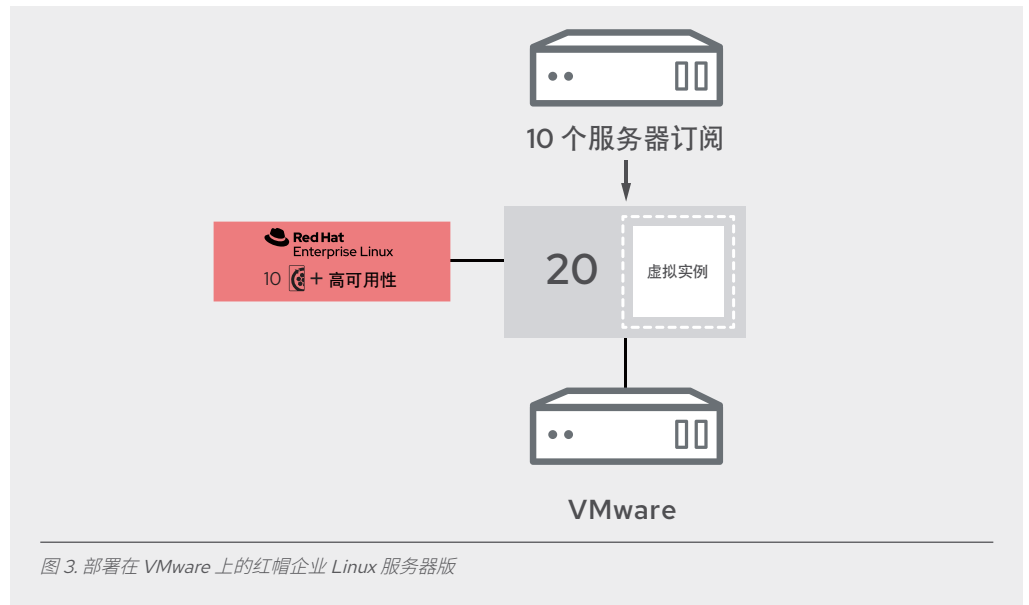 10 个服务器订阅
Red Hat
Enterprise Linux
10 + 高可用性
20
虚拟实例
VMware
图 3. 部署在 VMware 上的红帽企业 Linux 服务器版